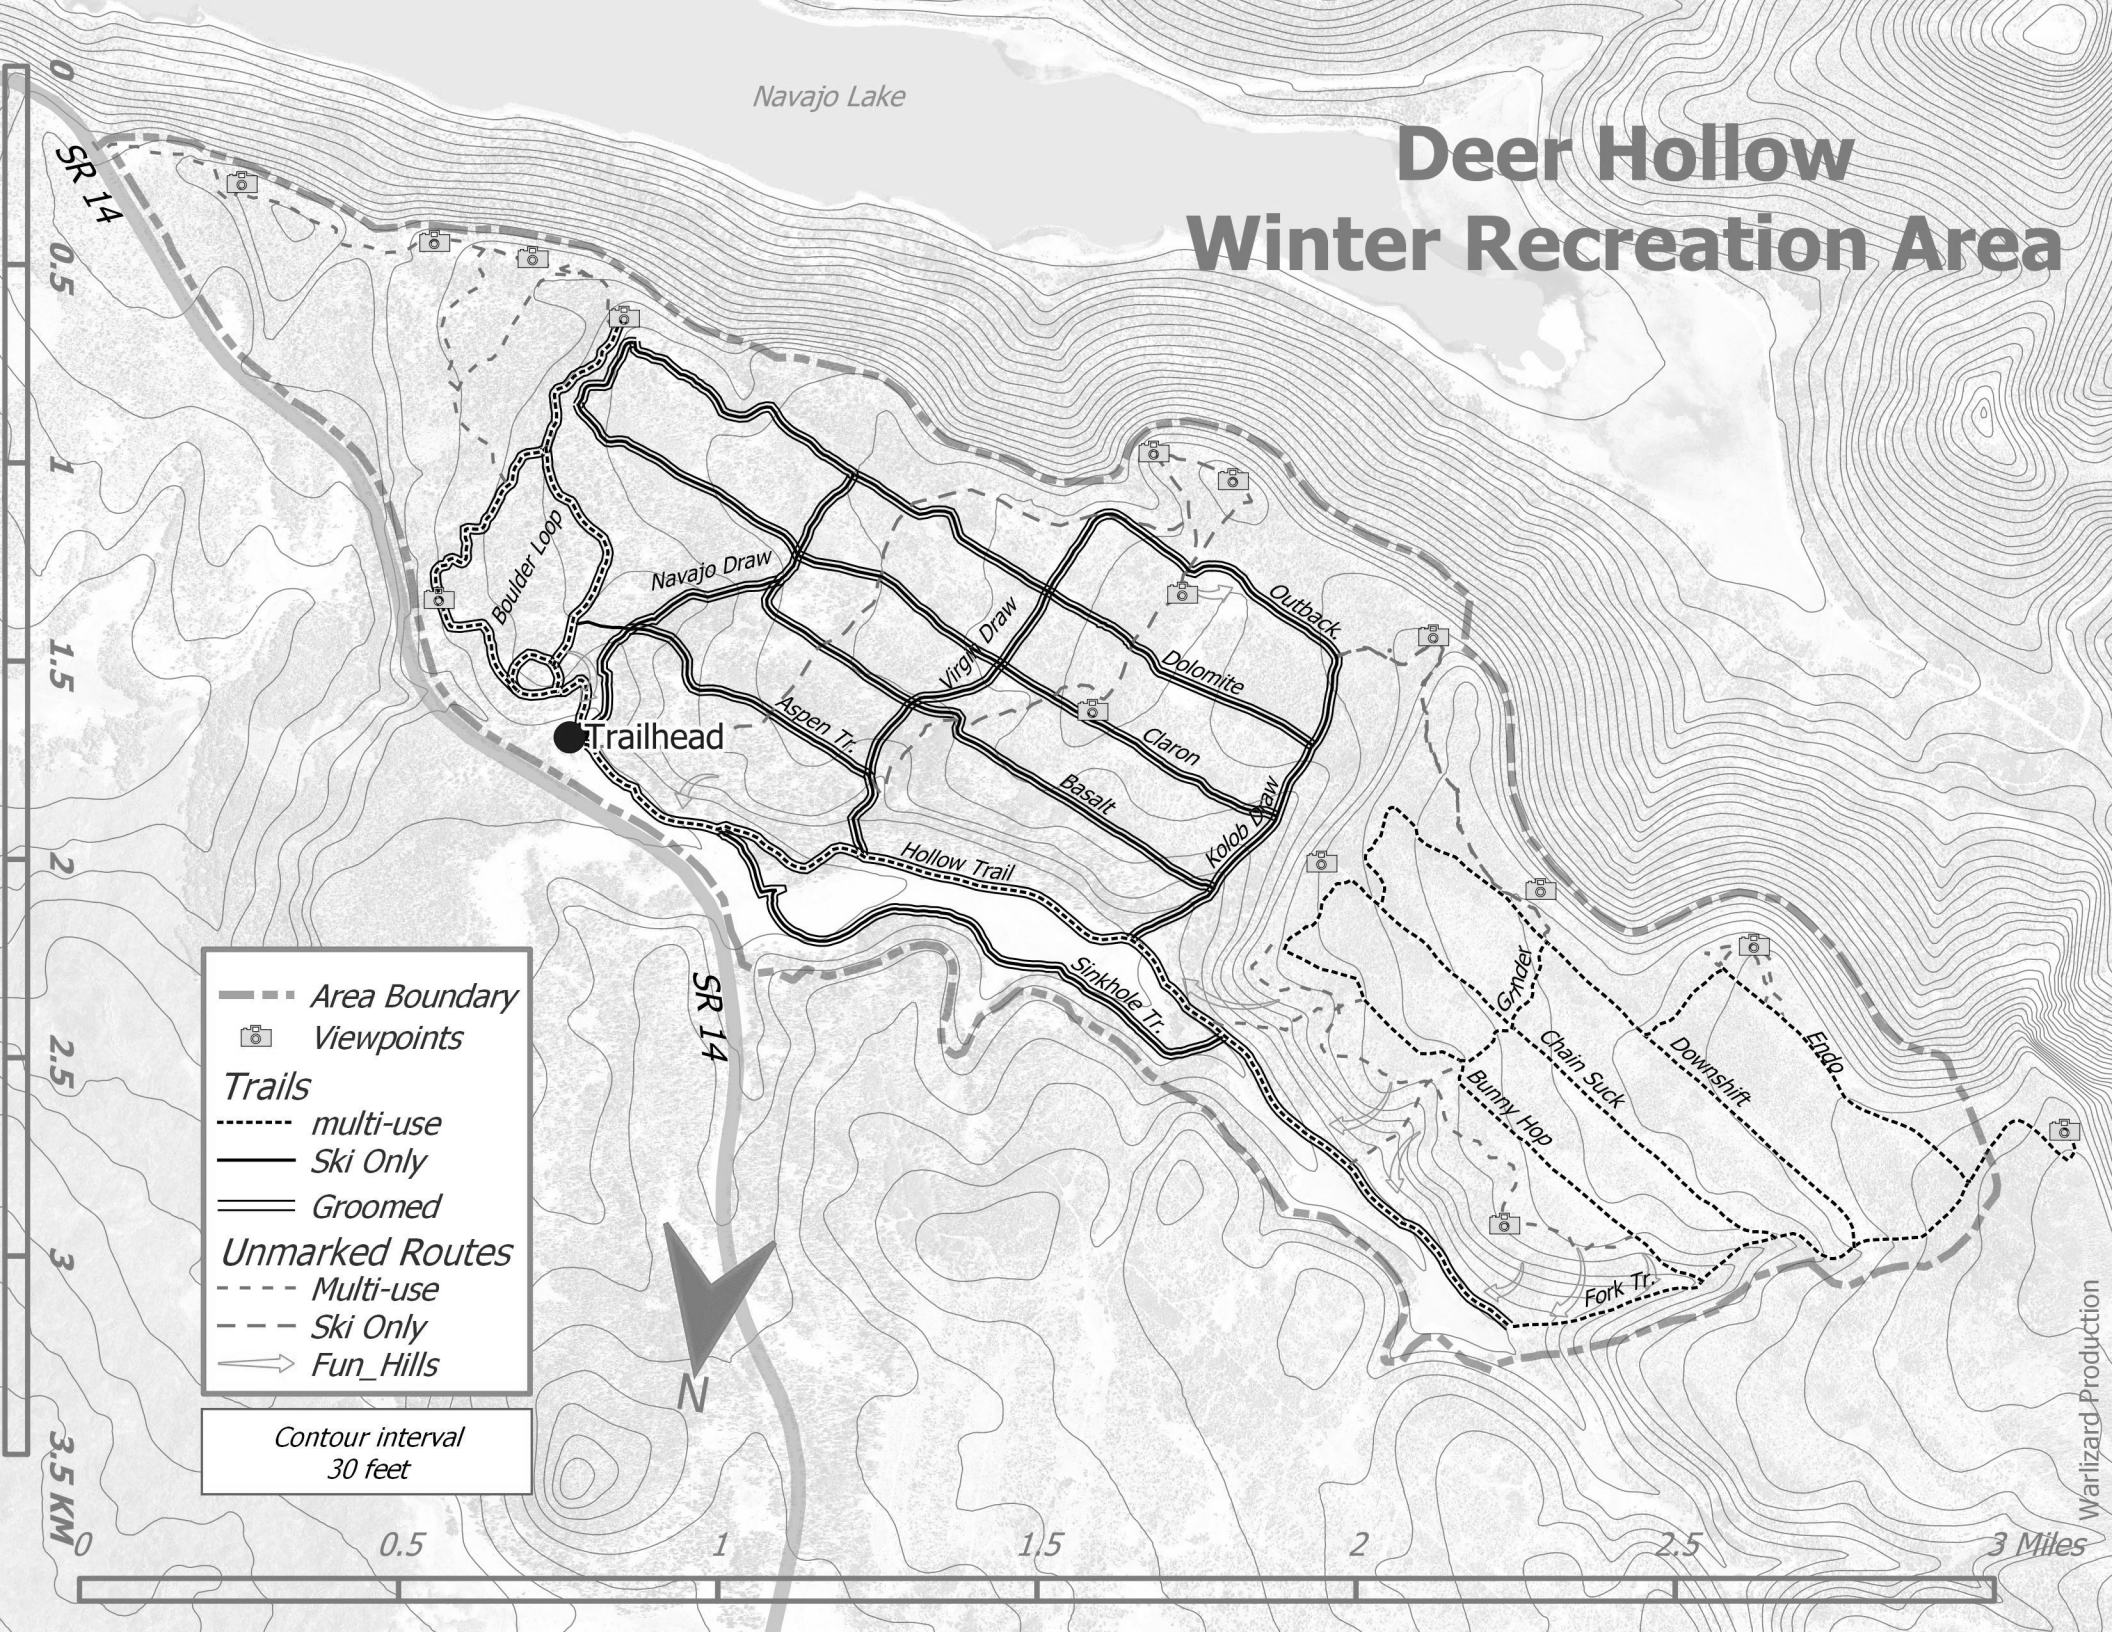 Navajo Lake
Deer Hollow
Winter Recreation Area
SR 14
0
0.5
1
1.5
2
2.5
3
3.5 KM
Boulder Loop
Navajo Draw
Virgin Draw
Outback.
Dolomite
Aspen Tr.
Claron
Basalt
Kolob Draw
Trailhead
Hollow Trail
Sinkhole Tr.
SR 14
Grinder
Chain Suck
Downshift
Endo
Bunny Hop
Fork Tr.
Area Boundary
Viewpoints
Trails
multi-use
Ski Only
Groomed
Unmarked Routes
Multi-use
Ski Only
Fun_Hills
N
Contour interval
30 feet
0
0.5
1
1.5
2
2.5
3 Miles
Warlizard Production